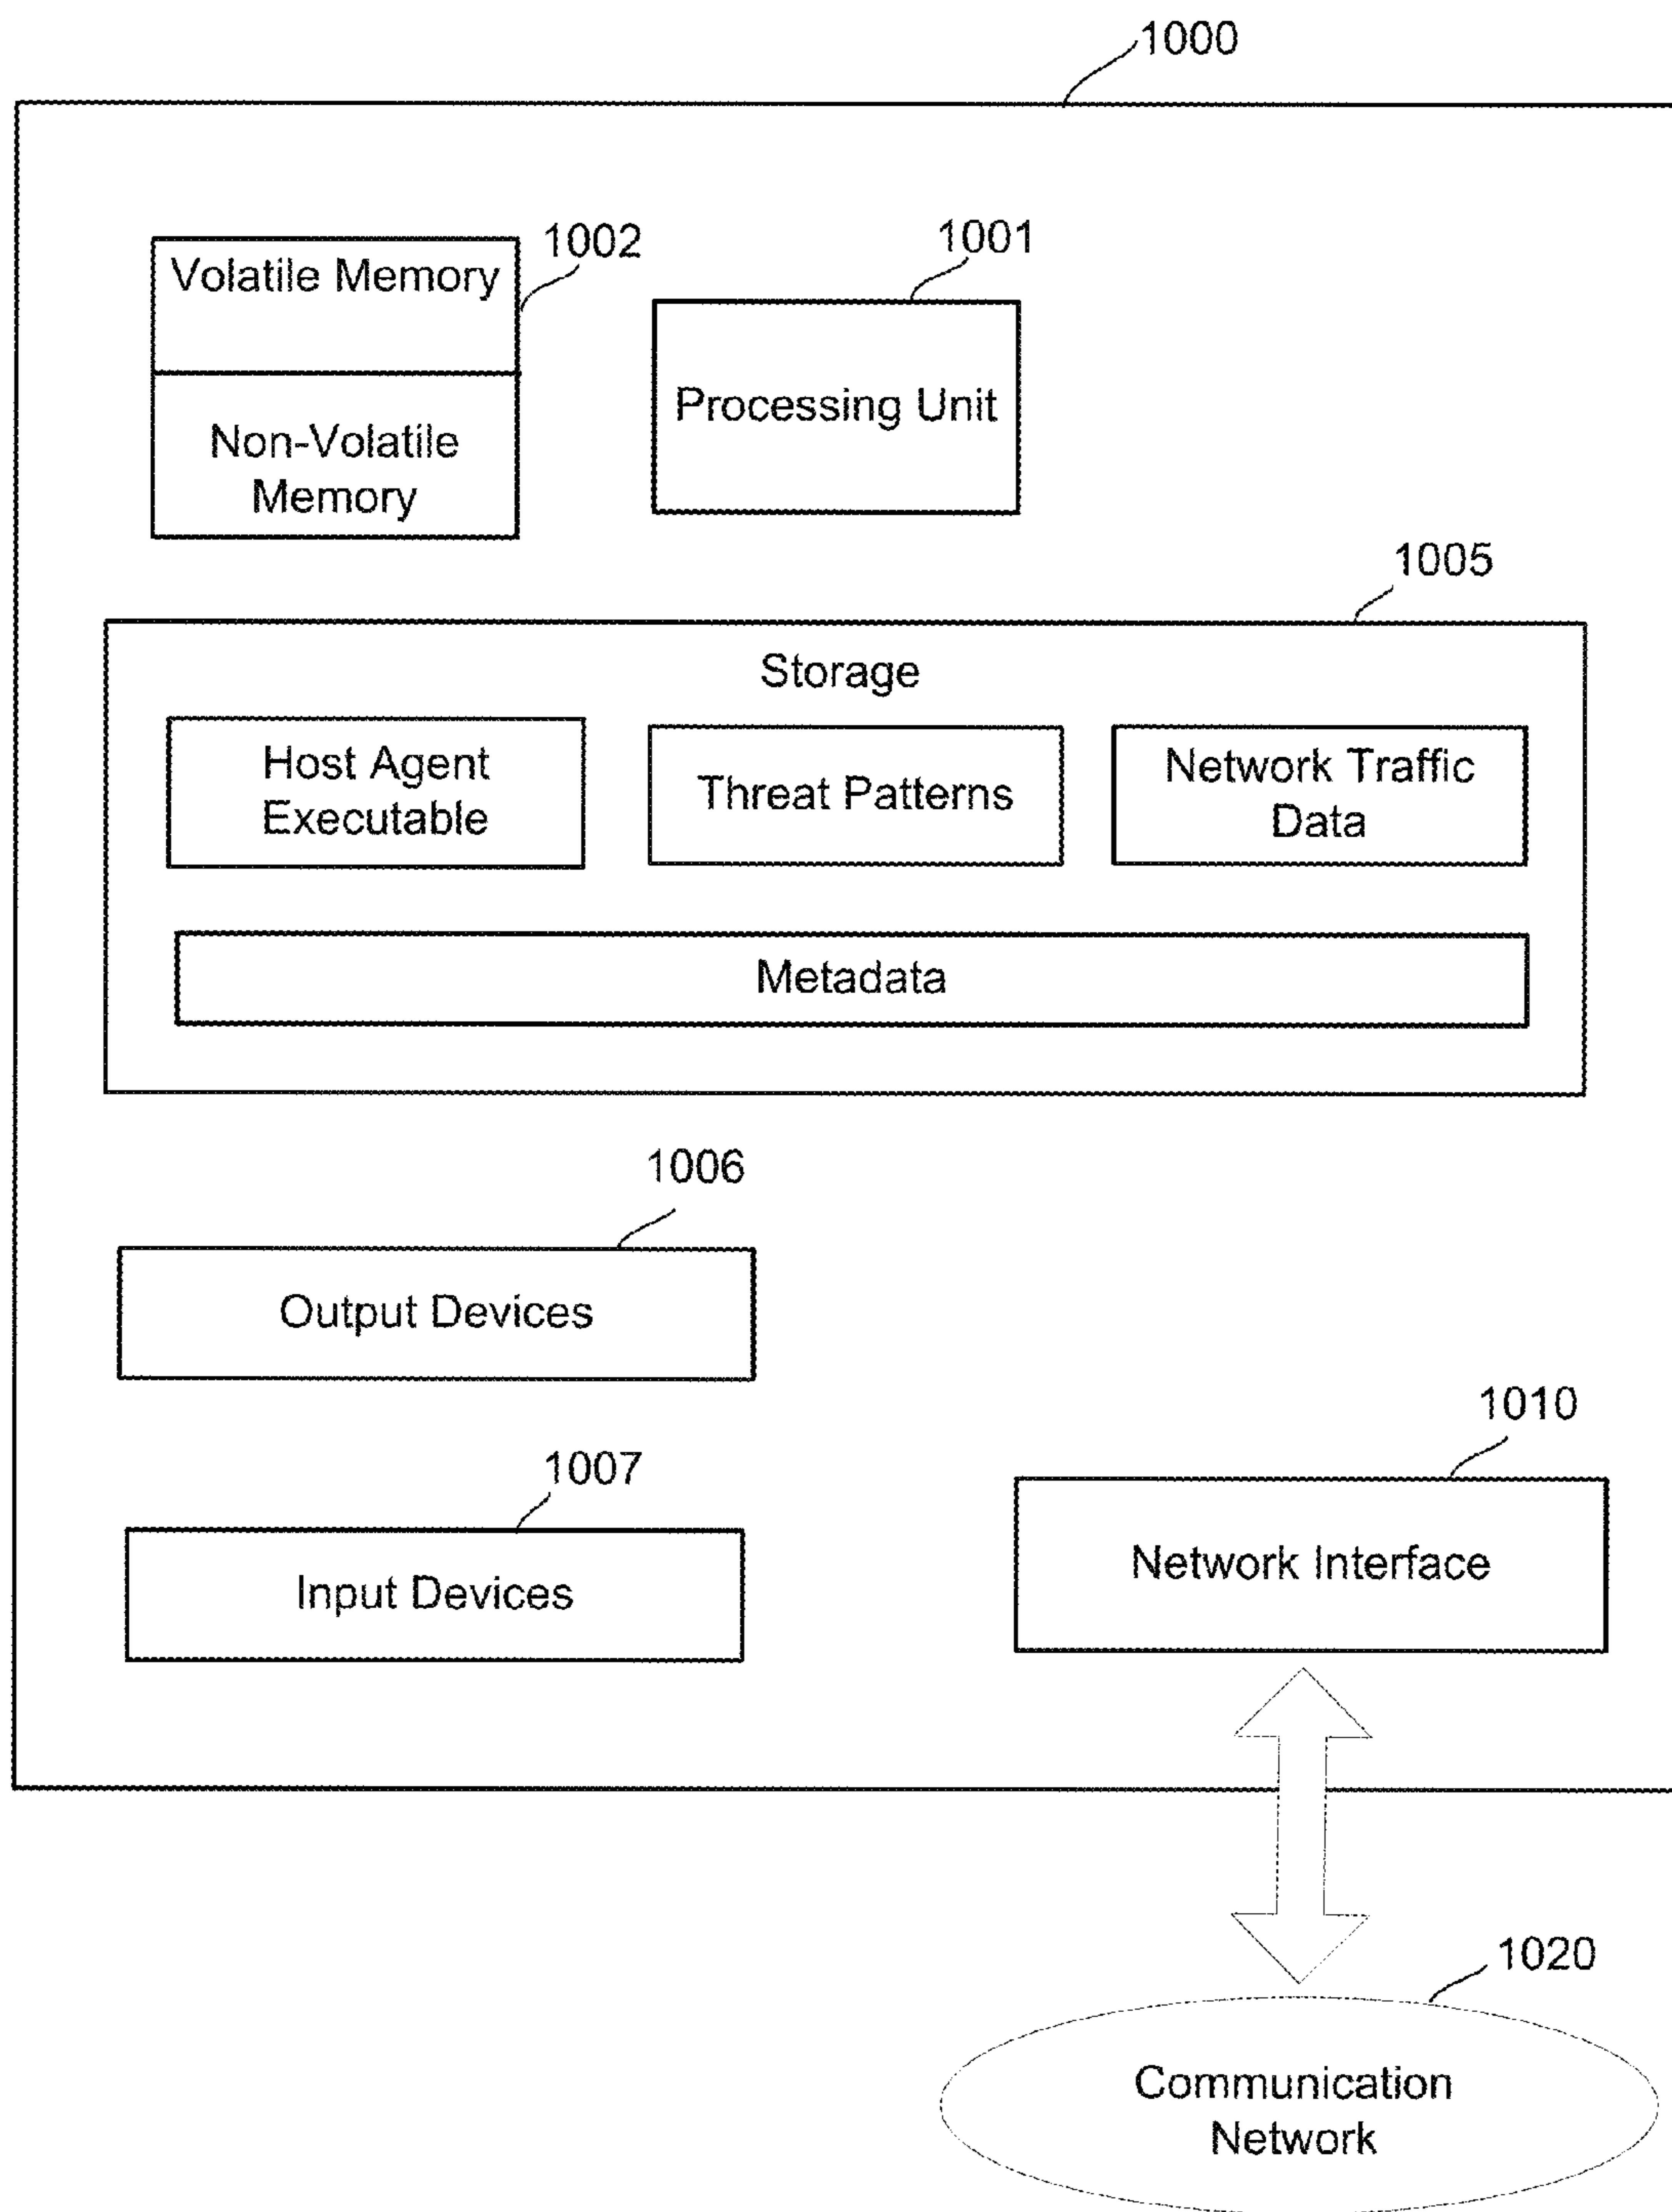 1000
1002
1001
Volatile Memory
Processing Unit
Non-Volatile
Memory
1005
Storage
Host Agent
Executable
Threat Patterns
Network Traffic
Data
Metadata
1006
Output Devices
1010
1007
Network Interface
Input Devices
1020
Communication
Network